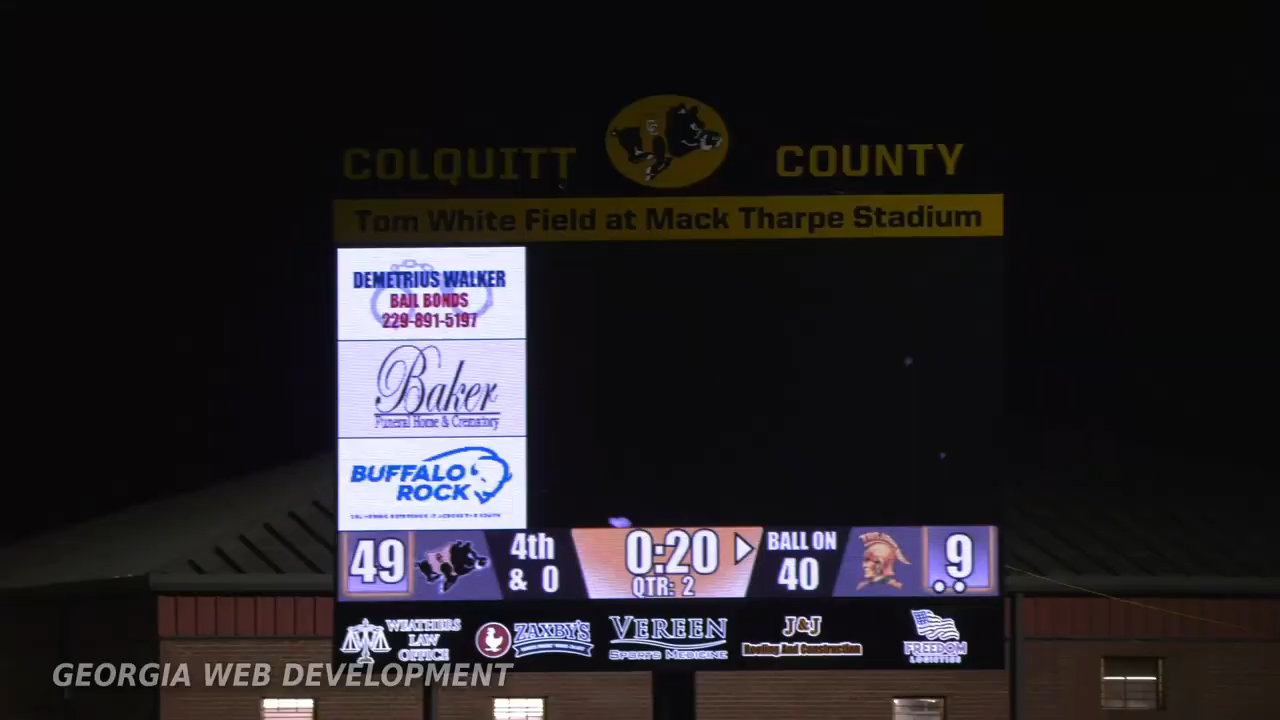 COLQUITT COUNTY
Tom White Field at Mack Tharpe Stadium
DEMETRIUS WALKER
BAIL BONDS
229-891-5197
Baker
Funeral Home & Crematory
BUFFALO
ROCK
49
4th
& 0
0:20
QTR: 2
BALL ON
40
9
WEATHERS
LAW
OFFICE
ZAXBY'S
VEREEN
SPORTS MEDICINE
J&J
Roofing And Construction
FREEDOM
LOGISTICS
GEORGIA WEB DEVELOPMENT